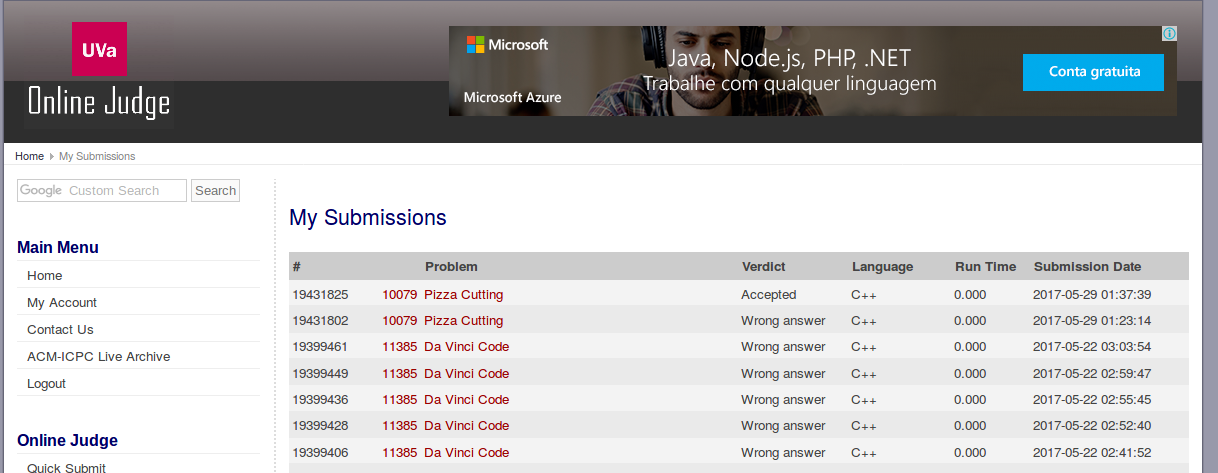 UVa
Online Judge
Microsoft
Microsoft Azure
Java, Node.js, PHP, .NET
Trabalhe com qualquer linguagem
Conta gratuita
Home My Submissions
Google Custom Search Search
Main Menu
Home
My Account
Contact Us
ACM-ICPC Live Archive
Logout
Online Judge
Quick Submit
My Submissions
# Problem Verdict Language Run Time Submission Date
19431825 10079 Pizza Cutting Accepted C++ 0.000 2017-05-29 01:37:39
19431802 10079 Pizza Cutting Wrong answer C++ 0.000 2017-05-29 01:23:14
19399461 11385 Da Vinci Code Wrong answer C++ 0.000 2017-05-22 03:03:54
19399449 11385 Da Vinci Code Wrong answer C++ 0.000 2017-05-22 02:59:47
19399436 11385 Da Vinci Code Wrong answer C++ 0.000 2017-05-22 02:55:45
19399428 11385 Da Vinci Code Wrong answer C++ 0.000 2017-05-22 02:52:40
19399406 11385 Da Vinci Code Wrong answer C++ 0.000 2017-05-22 02:41:52